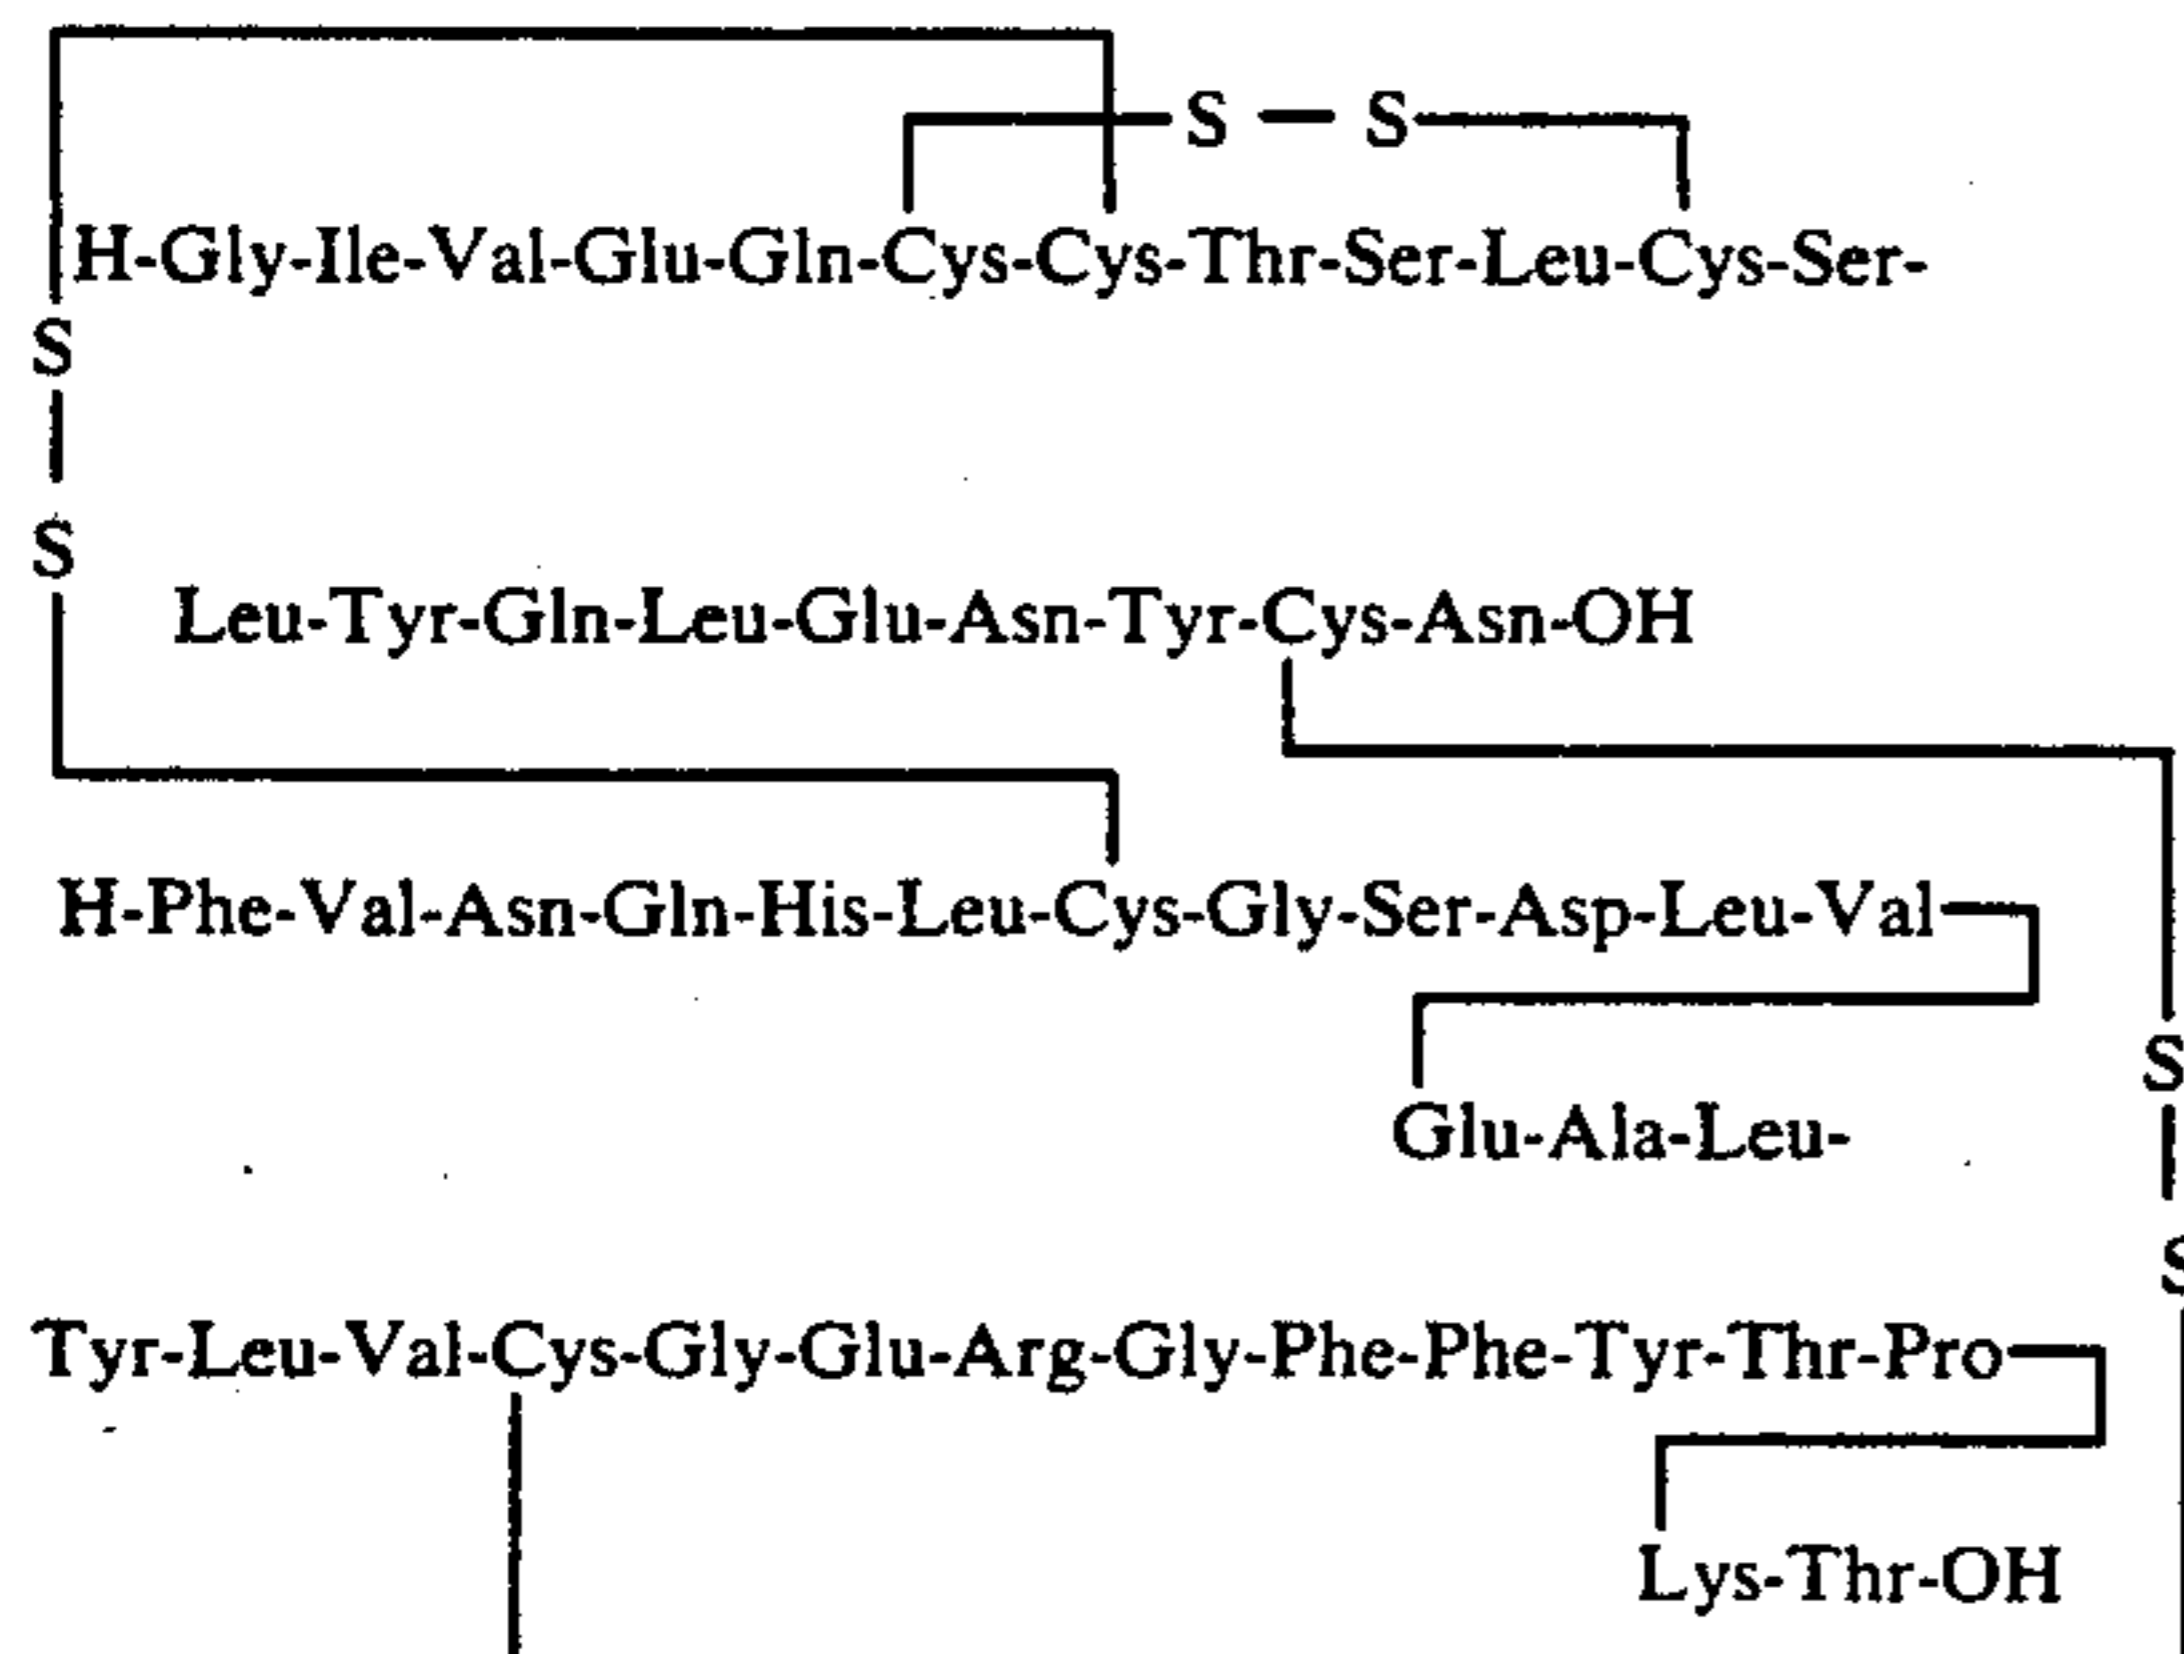 S — S
H-Gly-Ile-Val-Glu-Gln-Cys-Cys-Thr-Ser-Leu-Cys-Ser-
S
S
Leu-Tyr-Gln-Leu-Glu-Asn-Tyr-Cys-Asn-OH
H-Phe-Val-Asn-Gln-His-Leu-Cys-Gly-Ser-Asp-Leu-Val
S
Glu-Ala-Leu-
S
Tyr-Leu-Val-Cys-Gly-Glu-Arg-Gly-Phe-Phe-Tyr-Thr-Pro
Lys-Thr-OH